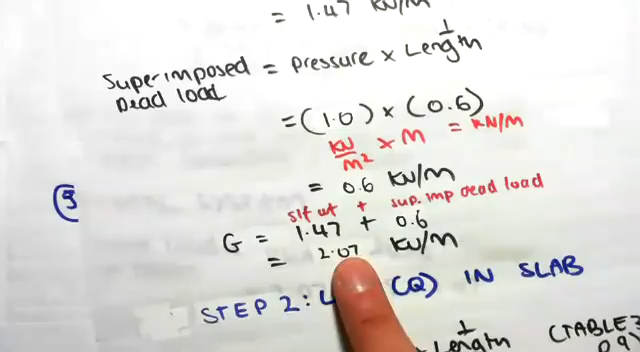 = 1.47 KN/M
Superimposed Dead load = Pressure × Length
= (1.0) × (0.6)
KN/M² × M = KN/M
= 0.6 KN/M
Slf wt + sup. imp Dead load
G = 1.47 + 0.6
= 2.07 KN/M
STEP 2: (Q) IN SLAB
Length (TABLE 3